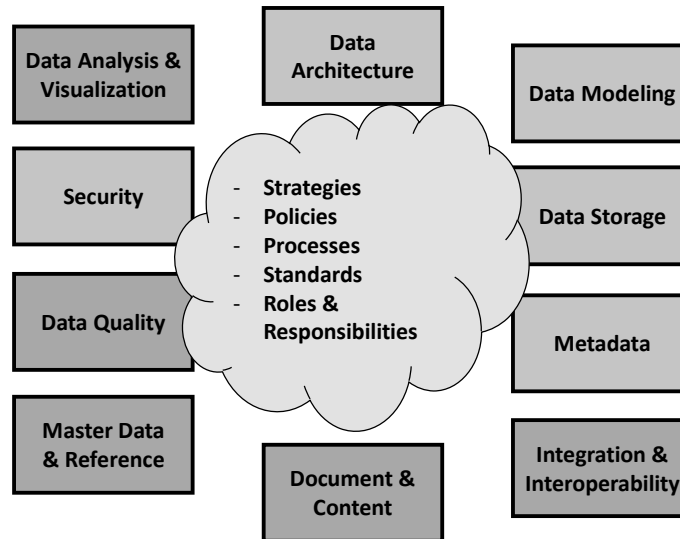 Data Analysis &
Visualization
Data
Architecture
Data Modeling
Security
- Strategies
- Policies
- Processes
- Standards
- Roles &
Responsibilities
Data Storage
Data Quality
Metadata
Master Data
& Reference
Document &
Content
Integration &
Interoperability